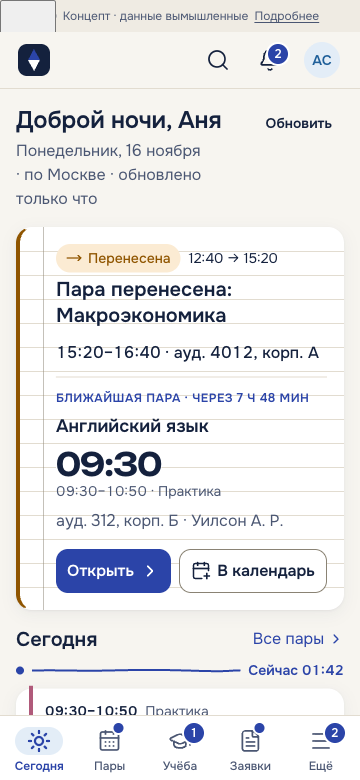 Концепт · данные вымышленные Подробнее
2
АС
Доброй ночи, Аня
Обновить
Понедельник, 16 ноября
· по Москве · обновлено
только что
→ Перенесена 12:40 → 15:20
Пара перенесена:
Макроэкономика
15:20–16:40 · ауд. 4012, корп. А
БЛИЖАЙШАЯ ПАРА · ЧЕРЕЗ 7 Ч 48 МИН
Английский язык
09:30
09:30–10:50 · Практика
ауд. 312, корп. Б · Уилсон А. Р.
Открыть
В календарь
Сегодня
Все пары
Сейчас 01:42
09:30–10:50 Практика
1
2
Сегодня
Пары
Учёба
Заявки
Ещё